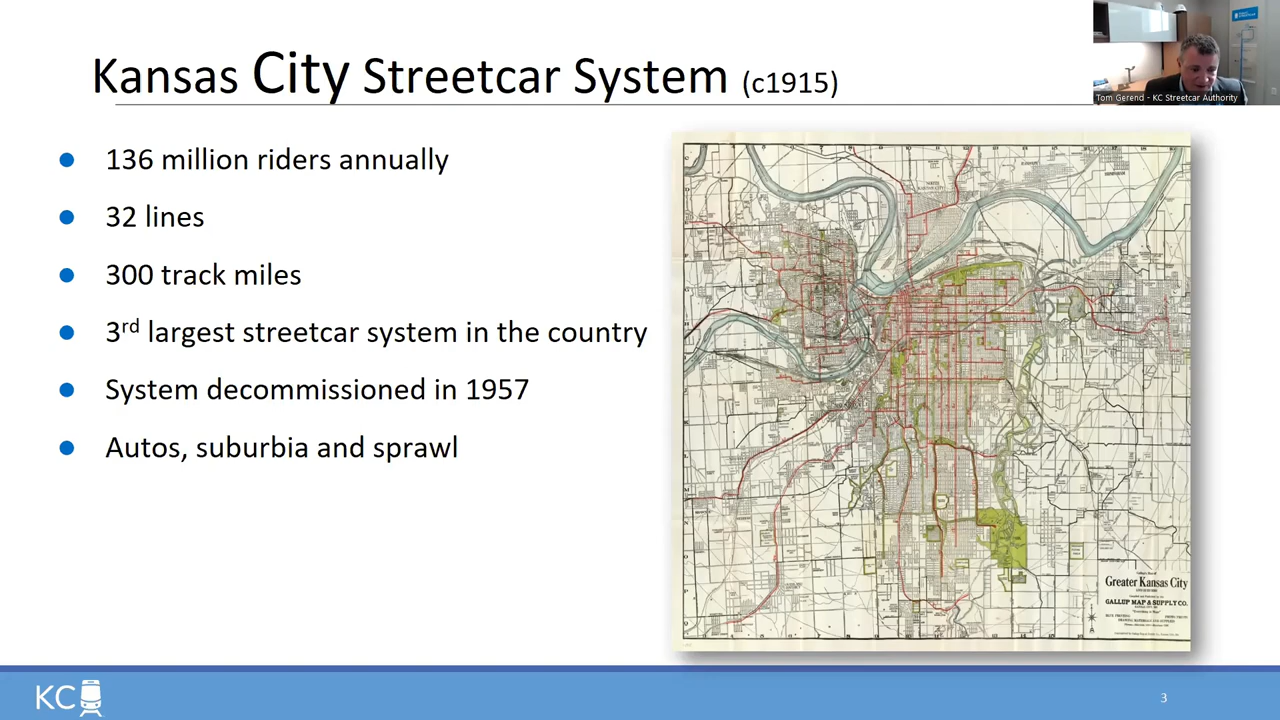 Kansas City Streetcar System (c1915)
Tom Gerend - KC Streetcar Authority
● 136 million riders annually
● 32 lines
● 300 track miles
● 3rd largest streetcar system in the country
● System decommissioned in 1957
● Autos, suburbia and sprawl
Greater Kansas City
GALLUP MAP & SUPPLY CO.
KC
3